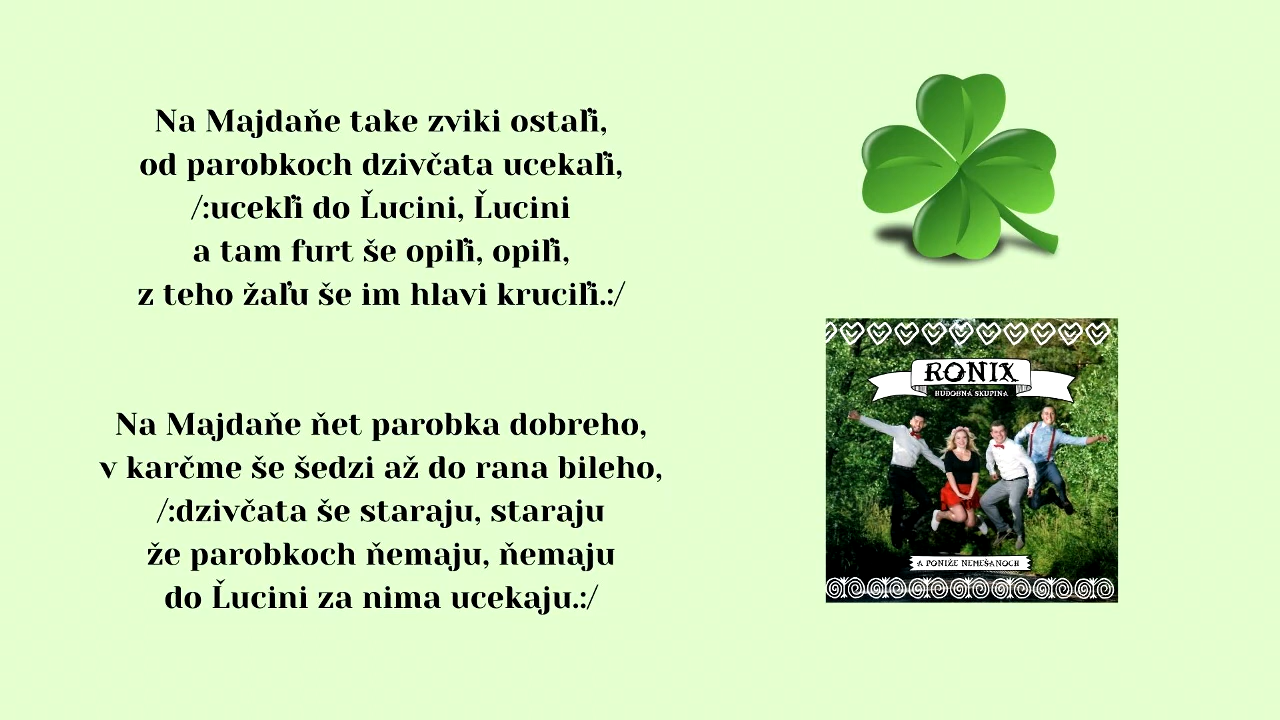 Na Majdaňe take zviki ostaľi,
od parobkoch dzivčata ucekaľi,
/:ucekľi do Ľucini, Ľucini
a tam furt še opiľi, opiľi,
z teho žaľu še im hlavi kruciľi.:/
Na Majdaňe ňet parobka dobreho,
v karčme še šedzi až do rana bileho,
/:dzivčata še staraju, staraju
že parobkoch ňemaju, ňemaju
do Ľucini za nima ucekaju.:/
RONIX
HUDOBNÁ SKUPINA
A PONIŽE NEMEŠANOCH